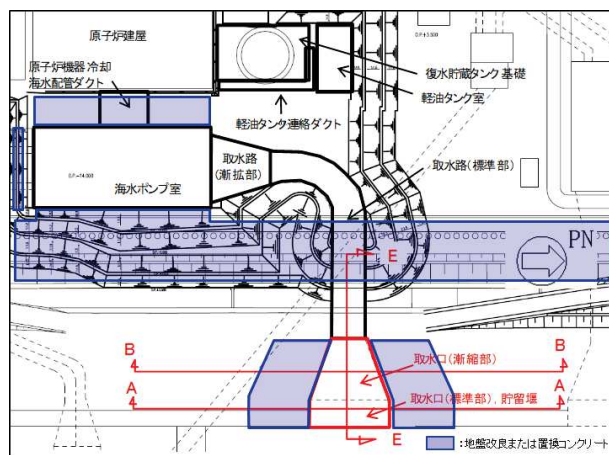 原子炉建屋
O.P.+5.500
復水貯蔵タンク基礎
原子炉機器冷却
海水配管ダクト
軽油タンク室
軽油タンク連絡ダクト
取水路
(漸拡部)
取水路(標準部)
海水ポンプ室
PN
E
B
B
取水口(漸縮部)
A
A
取水口(標準部),貯留堰
E
:地盤改良または置換コンクリート